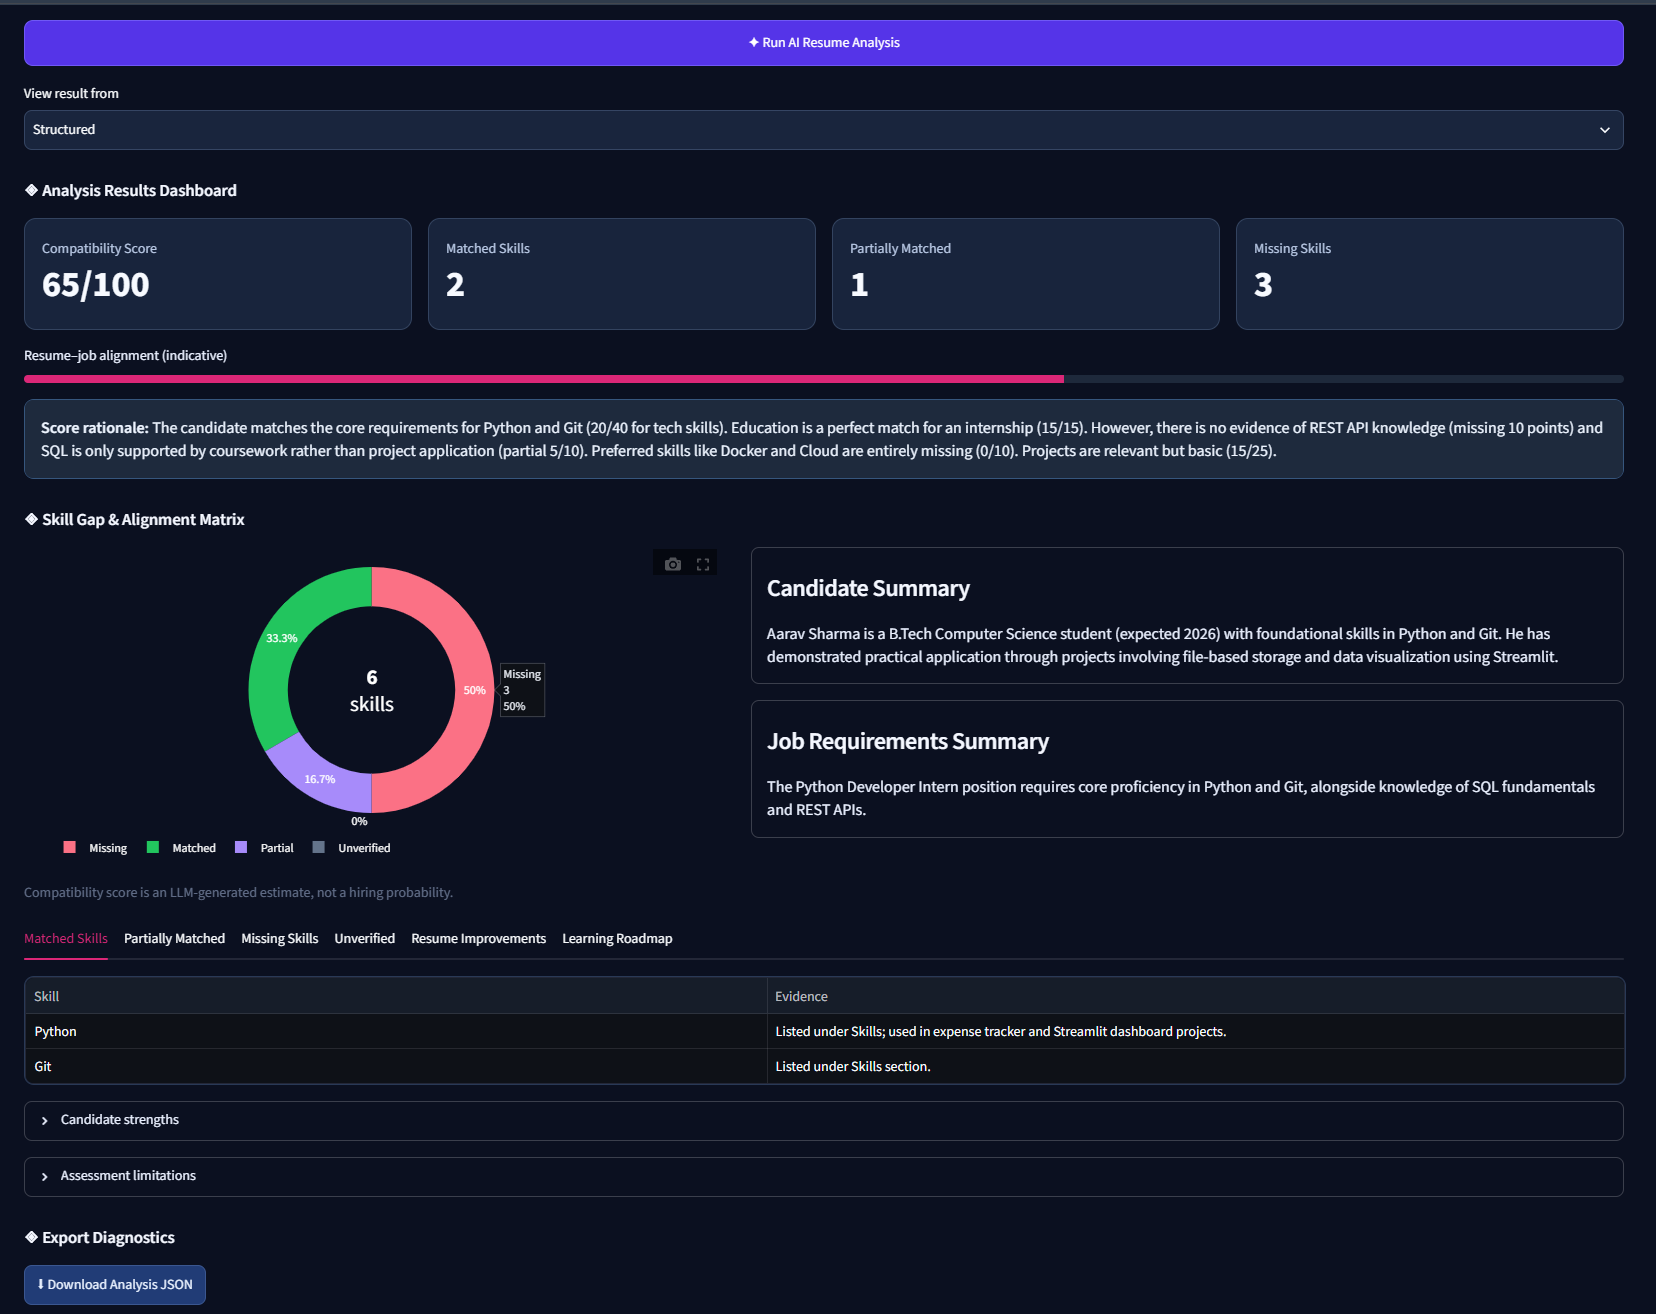 ✦ Run AI Resume Analysis
View result from
Structured
◈ Analysis Results Dashboard
Compatibility Score
65/100
Matched Skills
2
Partially Matched
1
Missing Skills
3
Resume–job alignment (indicative)
Score rationale: The candidate matches the core requirements for Python and Git (20/40 for tech skills). Education is a perfect match for an internship (15/15). However, there is no evidence of REST API knowledge (missing 10 points) and
SQL is only supported by coursework rather than project application (partial 5/10). Preferred skills like Docker and Cloud are entirely missing (0/10). Projects are relevant but basic (15/25).
◈ Skill Gap & Alignment Matrix
33.3%
6
skills
50%
Missing
3
50%
16.7%
0%
Missing
Matched
Partial
Unverified
Candidate Summary
Aarav Sharma is a B.Tech Computer Science student (expected 2026) with foundational skills in Python and Git. He has
demonstrated practical application through projects involving file-based storage and data visualization using Streamlit.
Job Requirements Summary
The Python Developer Intern position requires core proficiency in Python and Git, alongside knowledge of SQL fundamentals
and REST APIs.
Compatibility score is an LLM-generated estimate, not a hiring probability.
Matched Skills Partially Matched Missing Skills Unverified Resume Improvements Learning Roadmap
Skill Evidence
Python Listed under Skills; used in expense tracker and Streamlit dashboard projects.
Git Listed under Skills section.
Candidate strengths
Assessment limitations
◈ Export Diagnostics
⬇ Download Analysis JSON